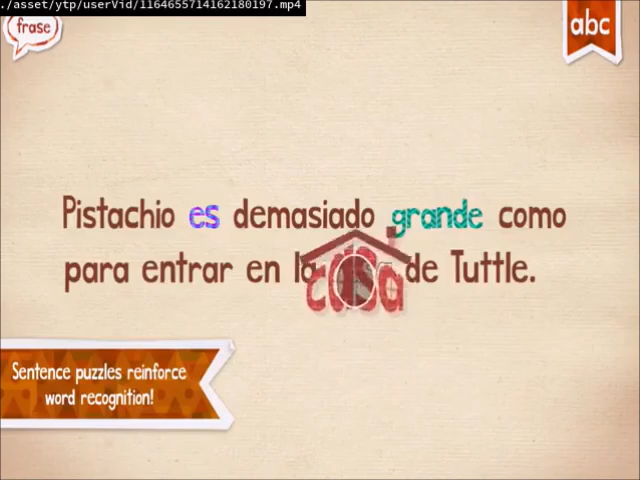 ./asset/ytp/userVid/1164655714162180197.mp4
frase
abc
Pistachio es demasiado grande como
para entrar en la casa de Tuttle.
Sentence puzzles reinforce
word recognition!